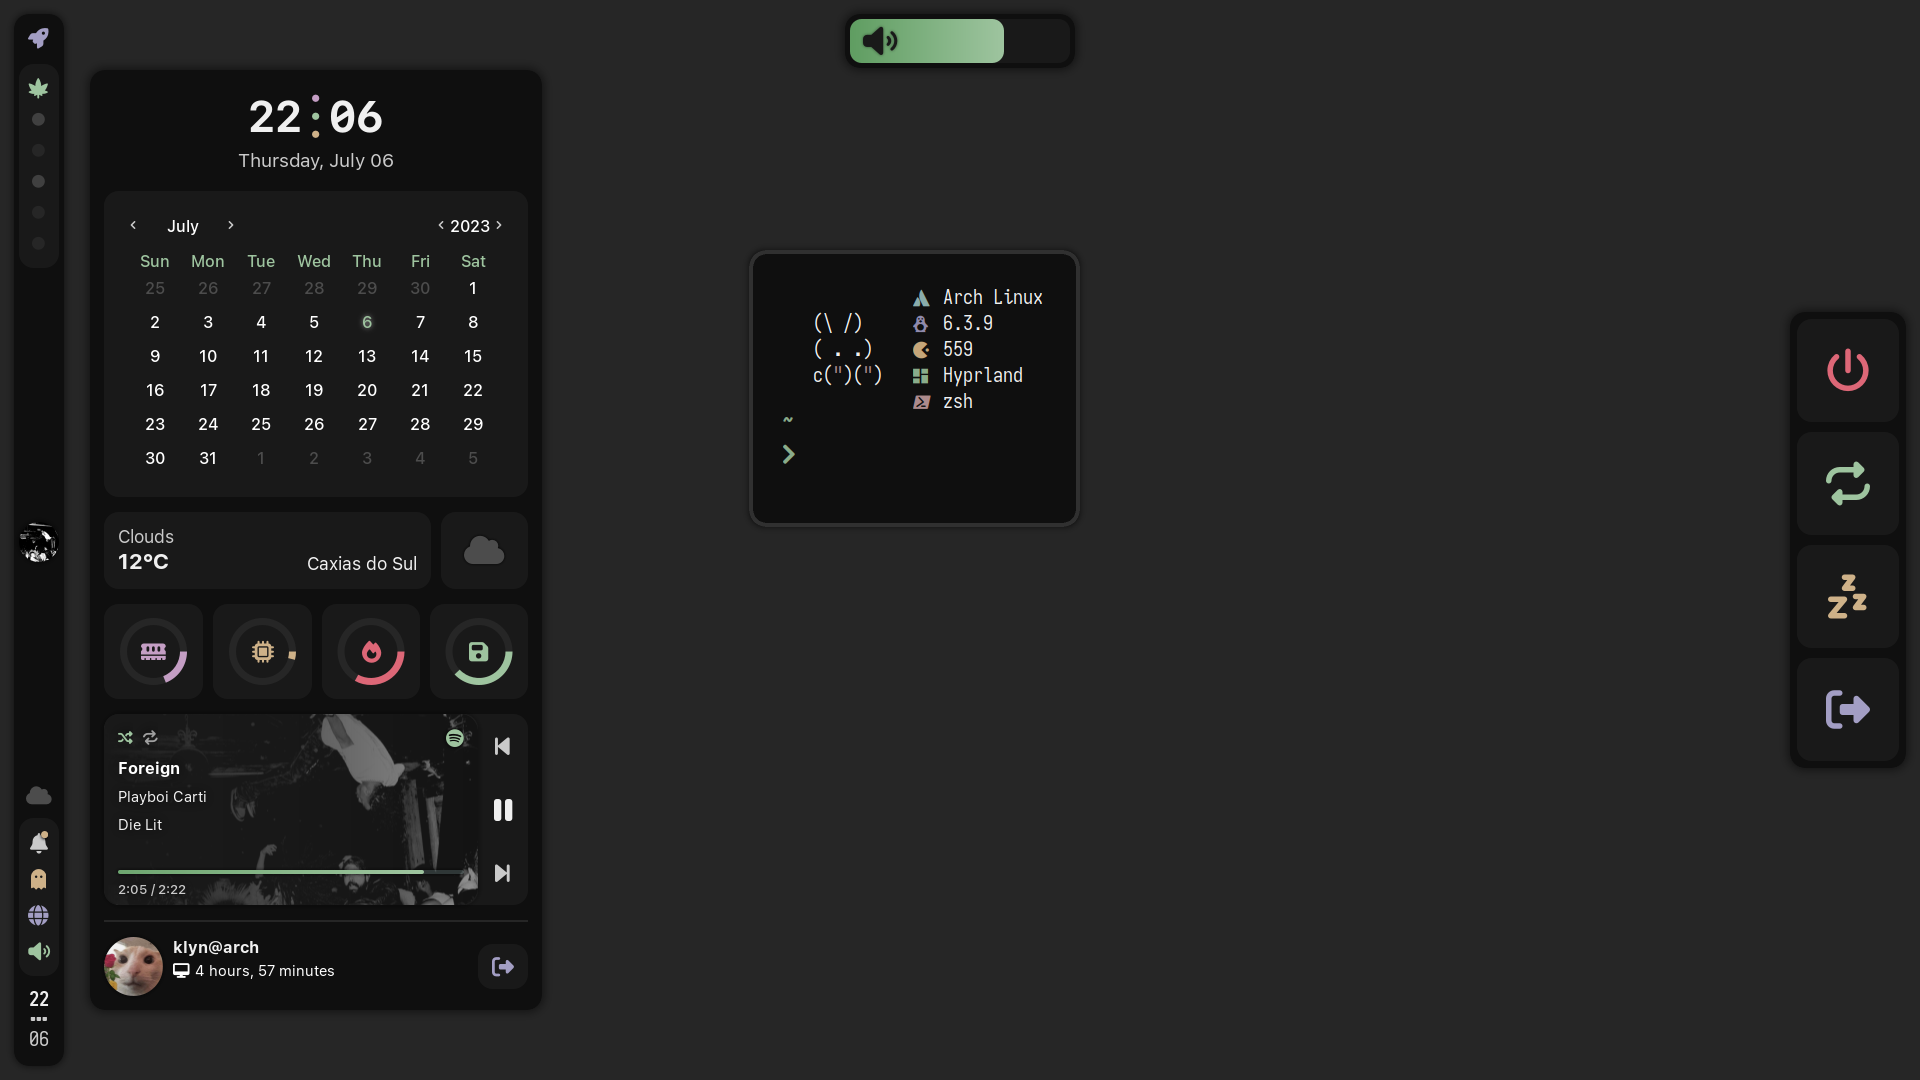 22:06
Thursday, July 06
July 2023
Sun Mon Tue Wed Thu Fri Sat
25 26 27 28 29 30 1
2 3 4 5 6 7 8
9 10 11 12 13 14 15
16 17 18 19 20 21 22
23 24 25 26 27 28 29
30 31 1 2 3 4 5
Clouds
12°C
Caxias do Sul
Foreign
Playboi Carti
Die Lit
2:05 / 2:22
klyn@arch
4 hours, 57 minutes
22
06
Arch Linux
(\ /) 6.3.9
( . .) 559
c(")(") Hyprland
zsh
~
z
z
z